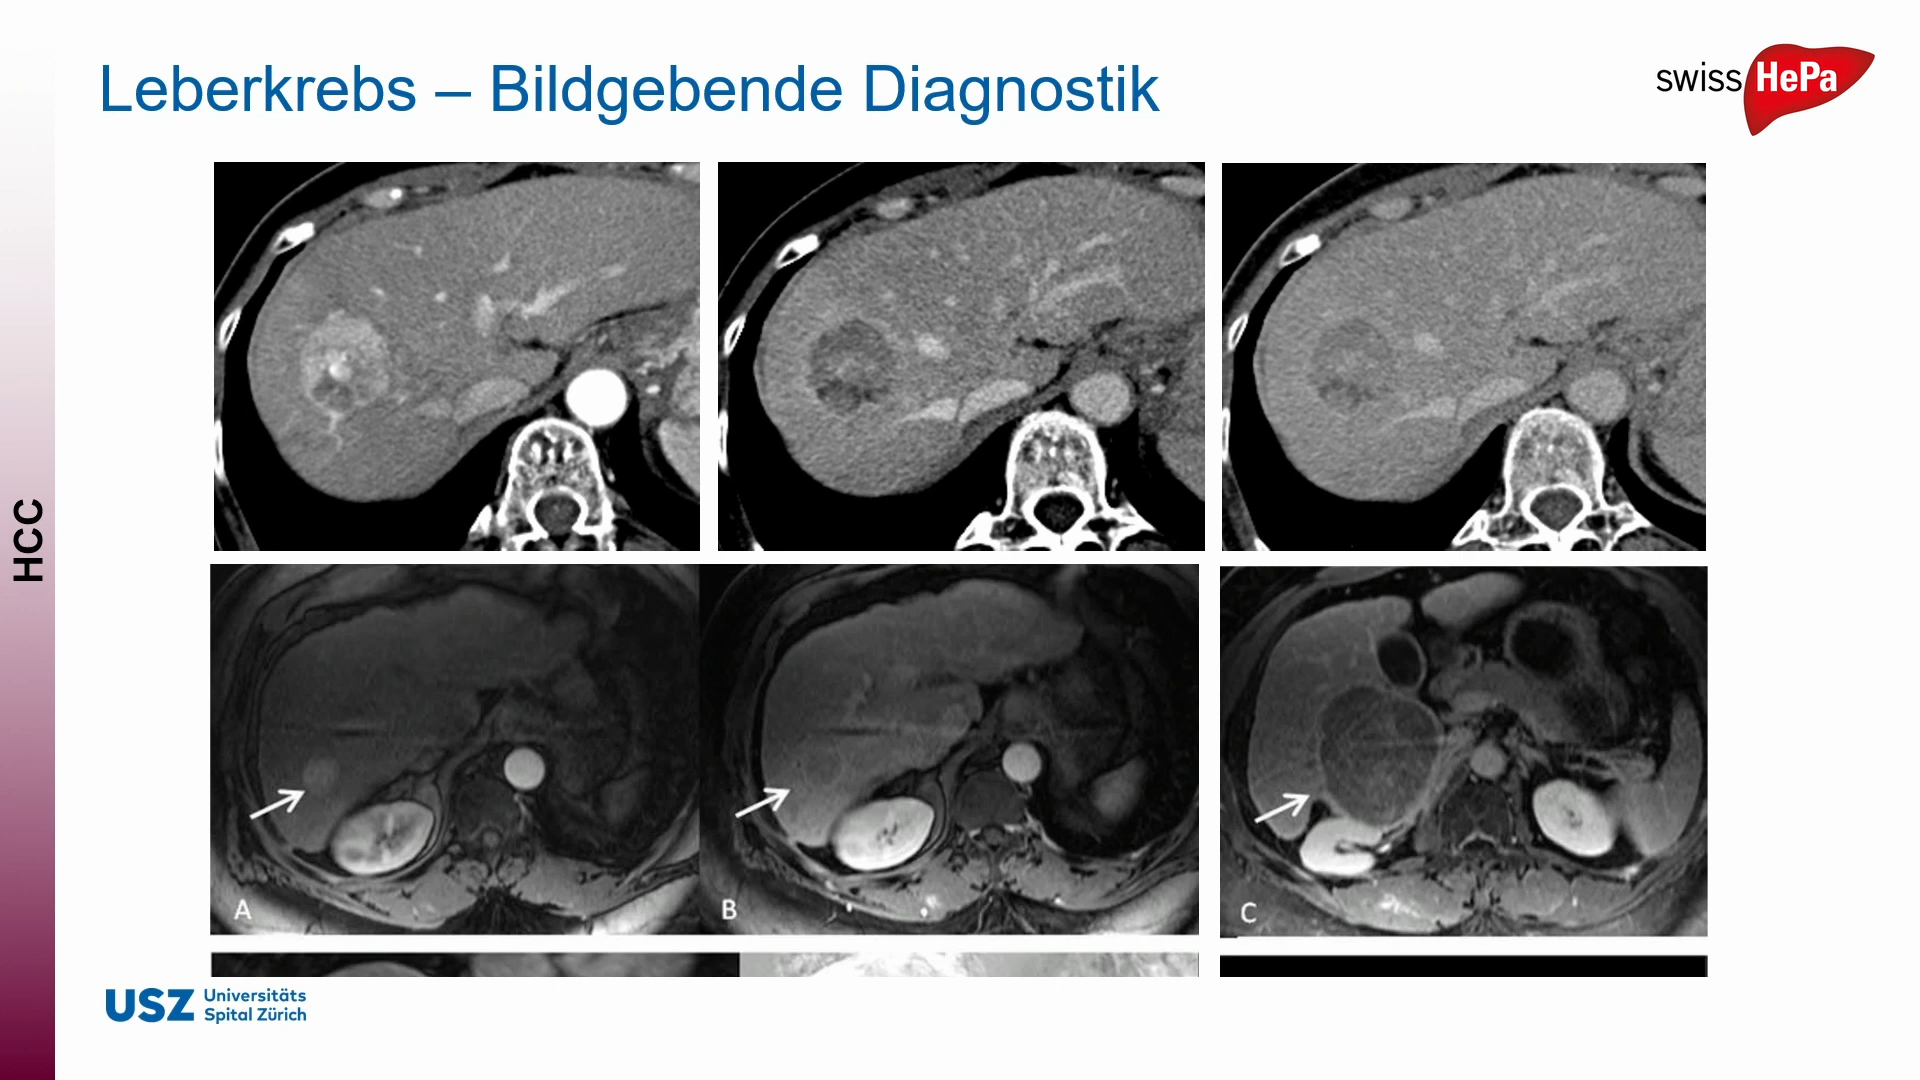 Leberkrebs – Bildgebende Diagnostik
swiss HePa
HCC
A
B
C
USZ Universitäts
Spital Zürich